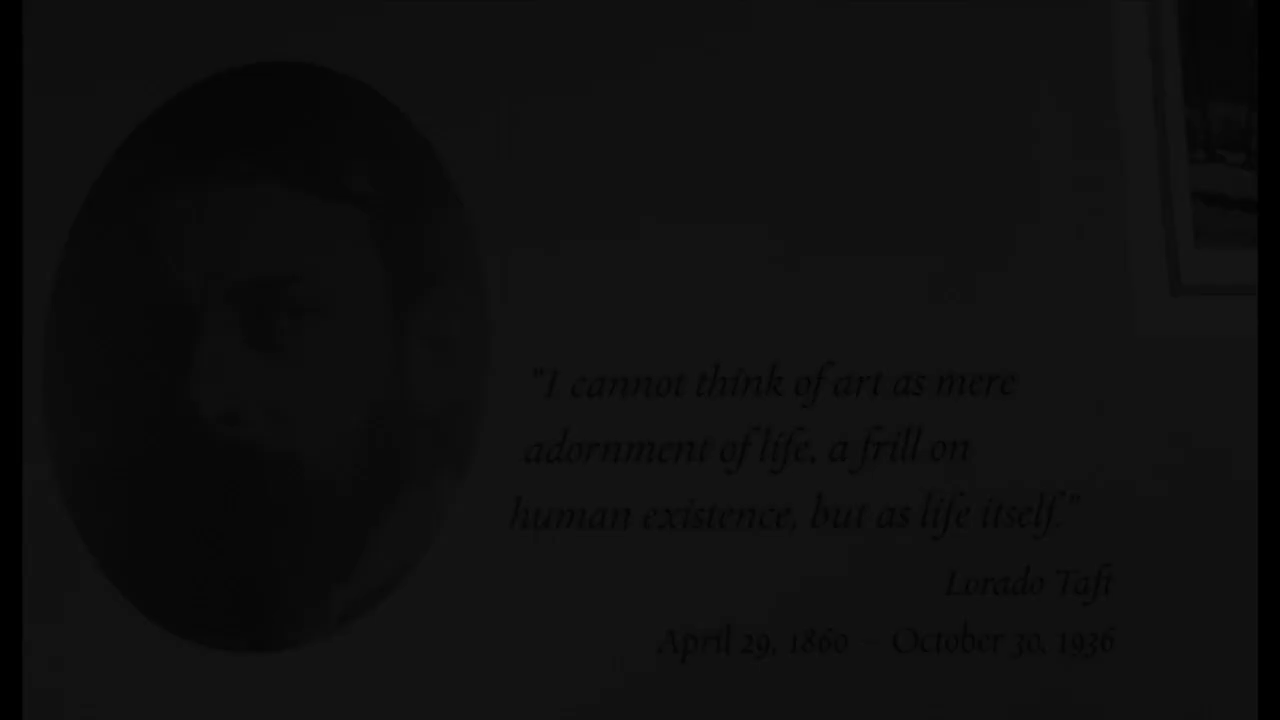 "I cannot think of art as mere
adornment of life, a frill on
human existence, but as life itself."
Lorado Taft
April 29, 1860 – October 30, 1936